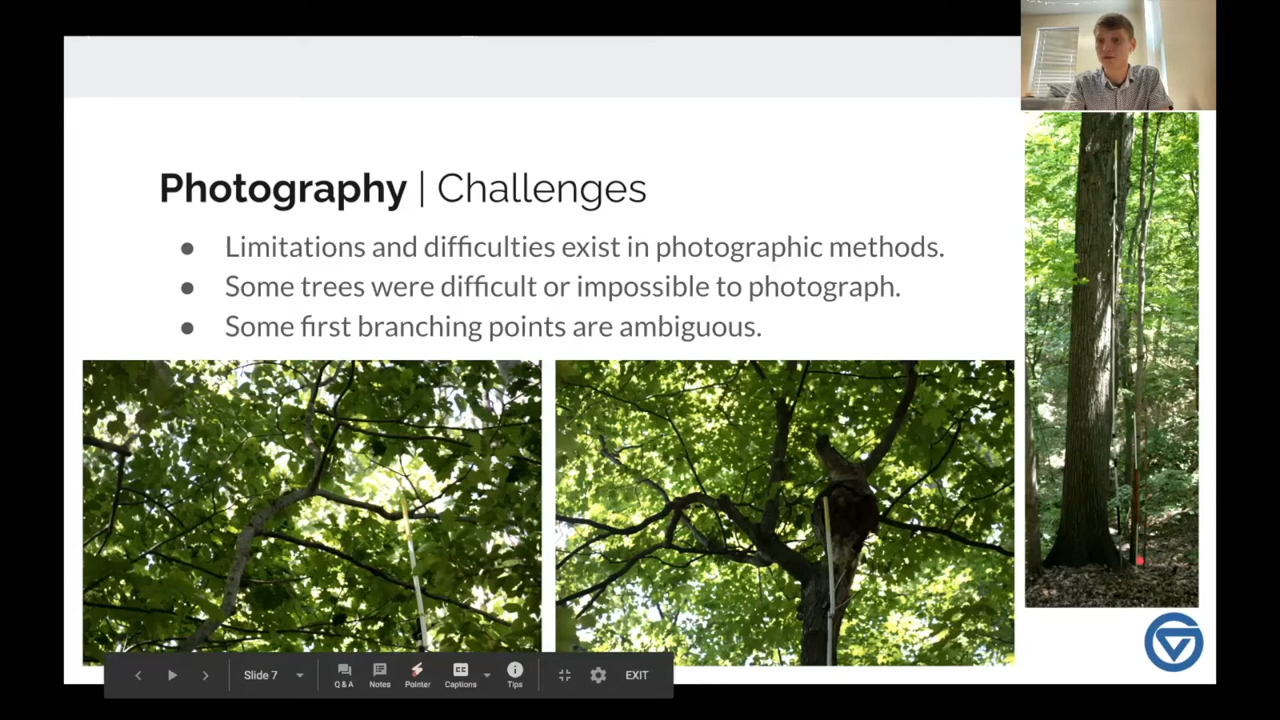 Photography | Challenges
● Limitations and difficulties exist in photographic methods.
● Some trees were difficult or impossible to photograph.
● Some first branching points are ambiguous.
Slide 7
Q & A
Notes
Pointer
Captions
Tips
EXIT